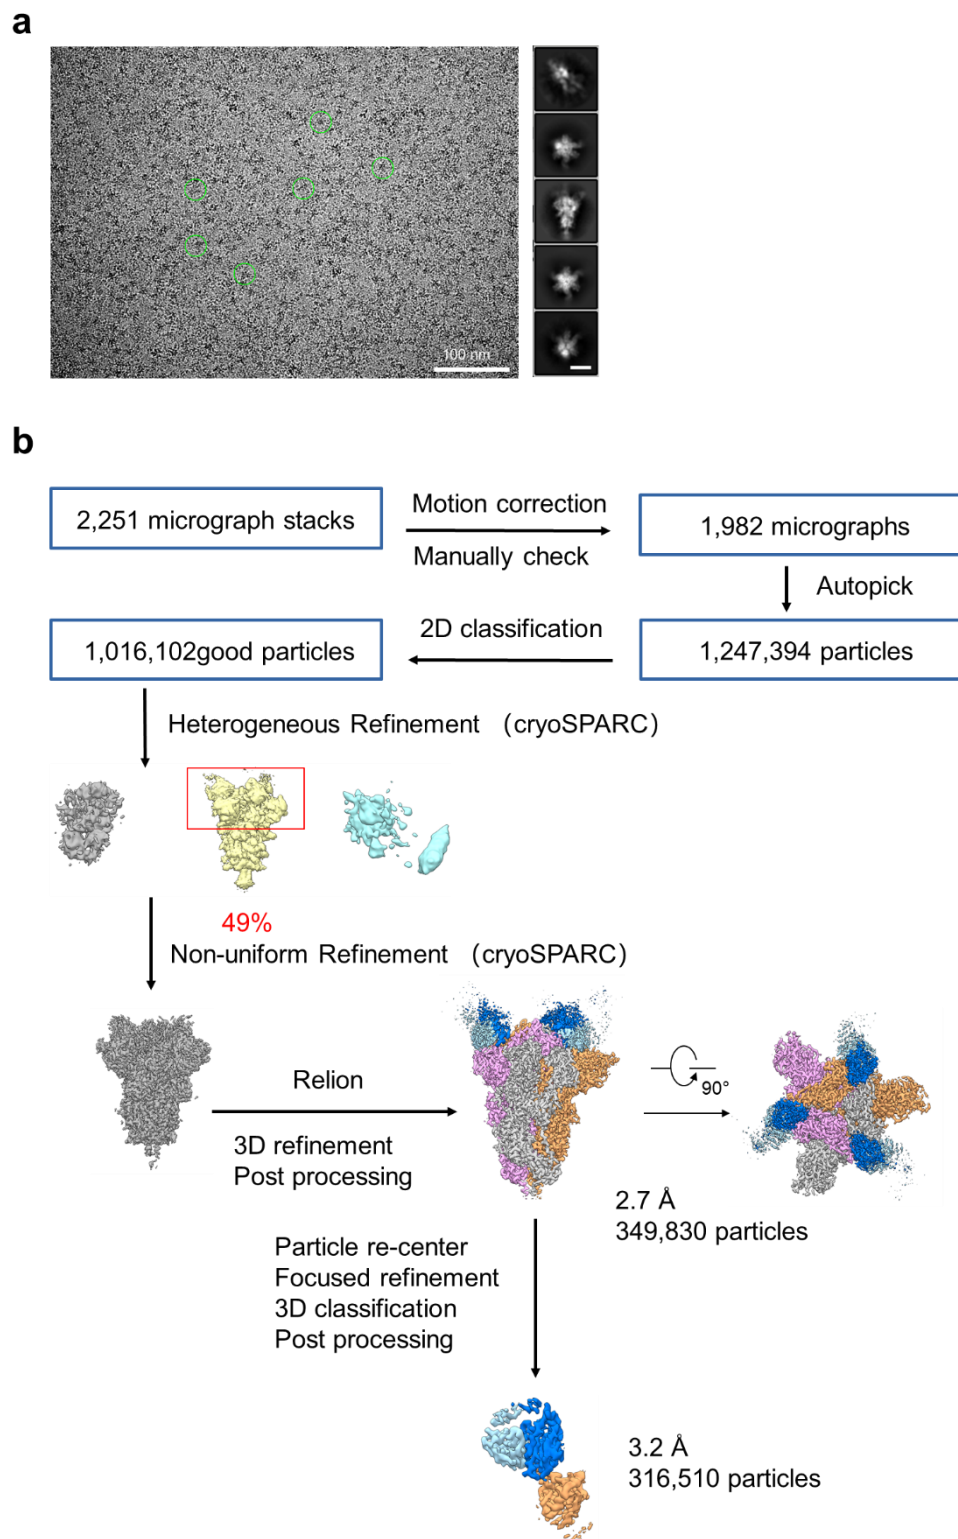 a
100 nm
b
2,251 micrograph stacks
Motion correction
Manually check
1,982 micrographs
Autopick
1,247,394 particles
2D classification
1,016,102good particles
Heterogeneous Refinement (cryoSPARC)
49%
Non-uniform Refinement (cryoSPARC)
Relion
3D refinement
Post processing
90°
2.7 Å
349,830 particles
Particle re-center
Focused refinement
3D classification
Post processing
3.2 Å
316,510 particles